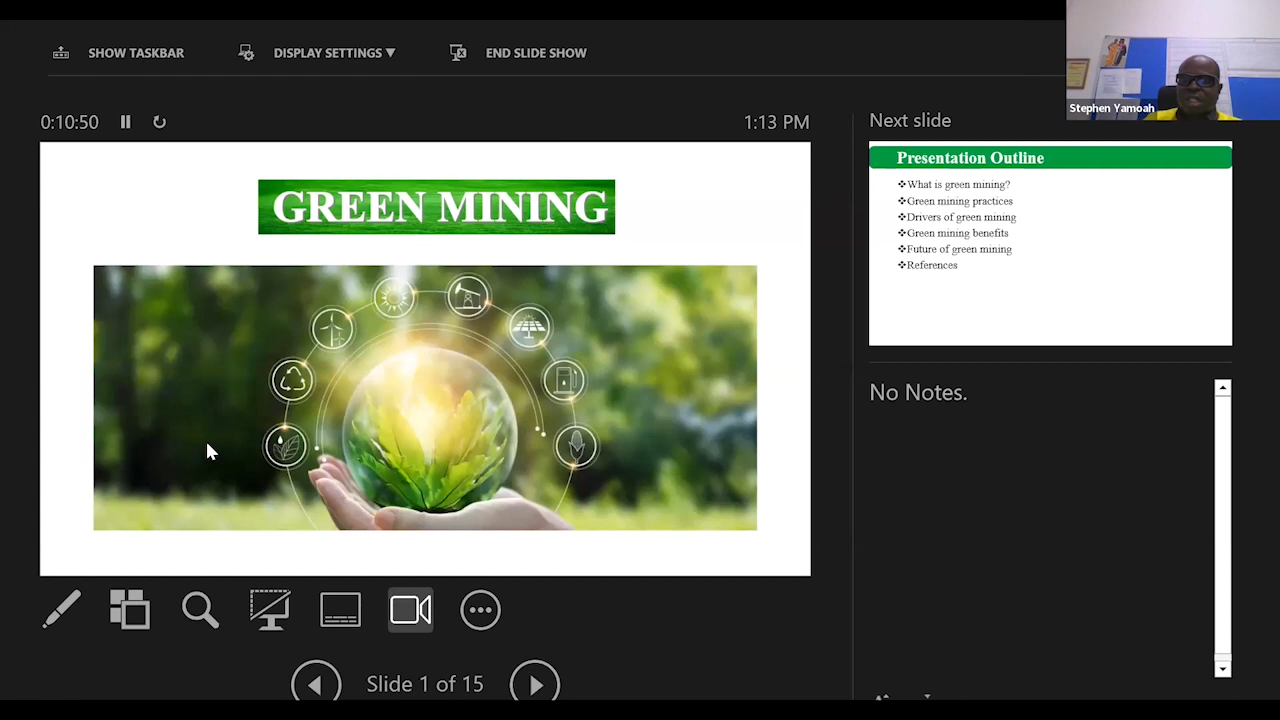 SHOW TASKBAR
DISPLAY SETTINGS ▼
END SLIDE SHOW
Stephen Yamoah
0:10:50
1:13 PM
GREEN MINING
Next slide
Presentation Outline
❖What is green mining?
❖Green mining practices
❖Drivers of green mining
❖Green mining benefits
❖Future of green mining
❖References
No Notes.
Slide 1 of 15